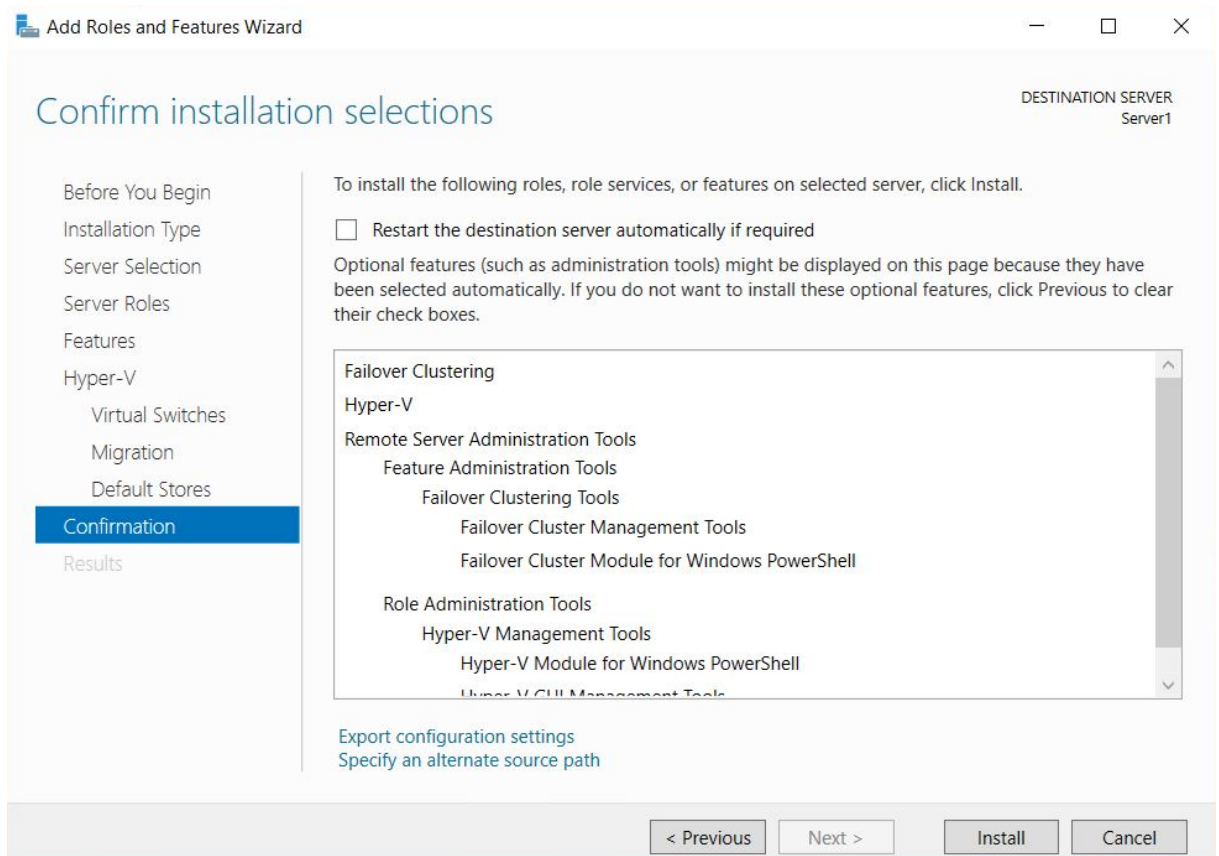 Add Roles and Features Wizard
Confirm installation selections
DESTINATION SERVER
Server1
Before You Begin
Installation Type
Server Selection
Server Roles
Features
Hyper-V
Virtual Switches
Migration
Default Stores
Confirmation
Results
To install the following roles, role services, or features on selected server, click Install.
Restart the destination server automatically if required
Optional features (such as administration tools) might be displayed on this page because they have
been selected automatically. If you do not want to install these optional features, click Previous to clear
their check boxes.
Failover Clustering
Hyper-V
Remote Server Administration Tools
Feature Administration Tools
Failover Clustering Tools
Failover Cluster Management Tools
Failover Cluster Module for Windows PowerShell
Role Administration Tools
Hyper-V Management Tools
Hyper-V Module for Windows PowerShell
Hyper-V GUI Management Tools
Export configuration settings
Specify an alternate source path
< Previous
Next >
Install
Cancel